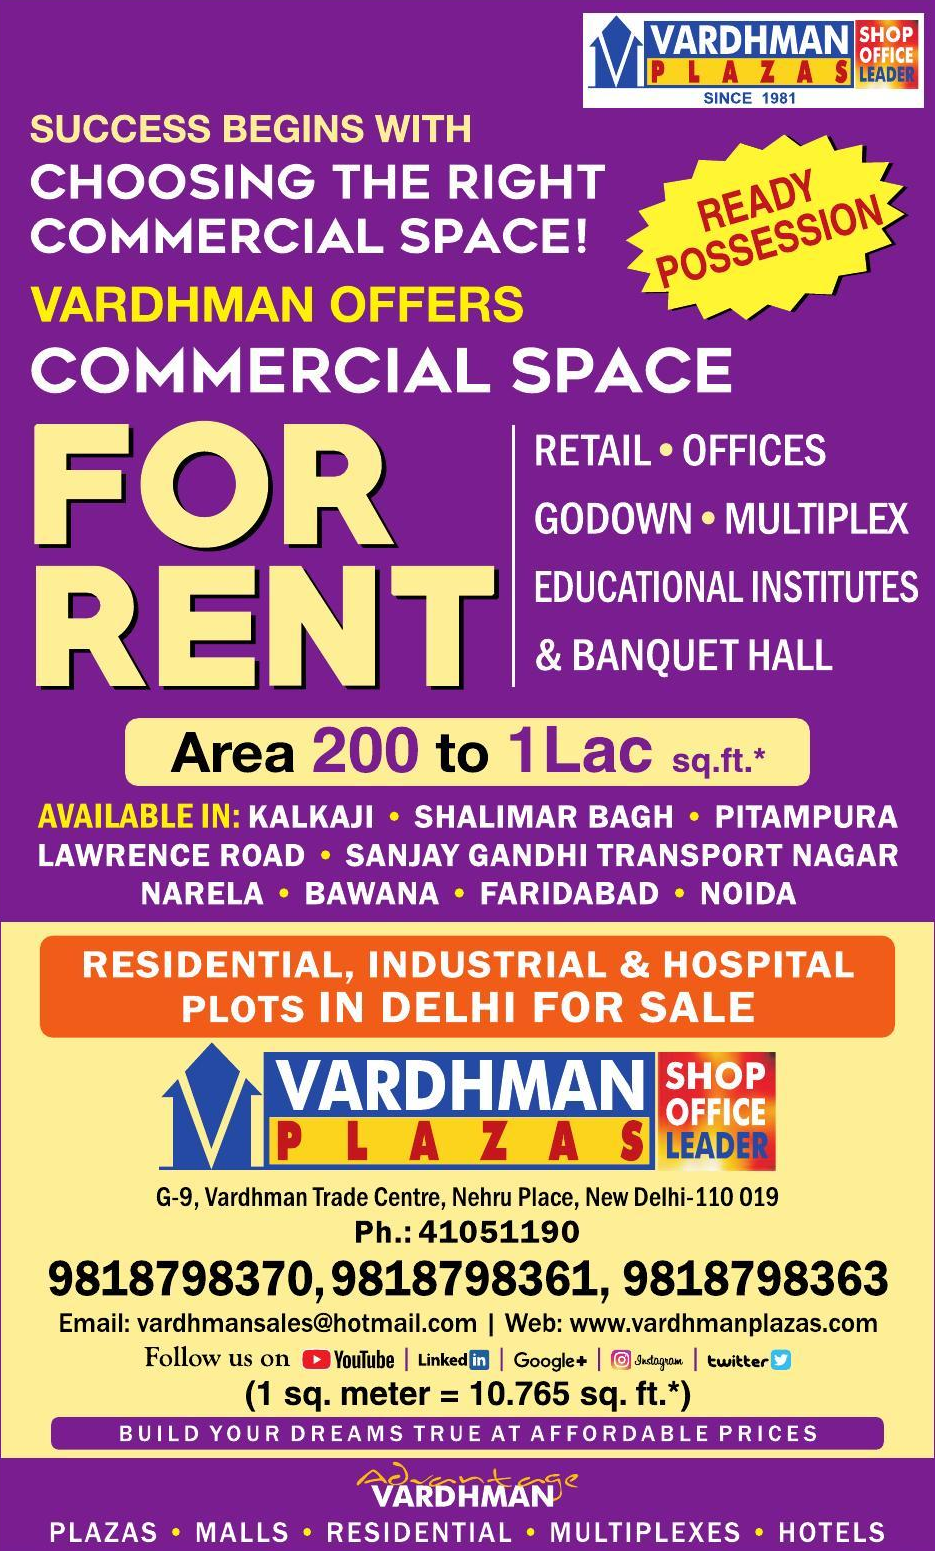 VARDHMAN
PLAZAS
SHOP
OFFICE
LEADER
SINCE 1981
SUCCESS BEGINS WITH
CHOOSING THE RIGHT
COMMERCIAL SPACE!
READY
POSSESSION
VARDHMAN OFFERS
COMMERCIAL SPACE
FOR
RENT
RETAIL • OFFICES
GODOWN • MULTIPLEX
EDUCATIONAL INSTITUTES
& BANQUET HALL
Area 200 to 1Lac sq.ft.*
AVAILABLE IN: KALKAJI • SHALIMAR BAGH • PITAMPURA
LAWRENCE ROAD • SANJAY GANDHI TRANSPORT NAGAR
NARELA • BAWANA • FARIDABAD • NOIDA
RESIDENTIAL, INDUSTRIAL & HOSPITAL
PLOTS IN DELHI FOR SALE
VARDHMAN
PLAZAS
SHOP
OFFICE
LEADER
G-9, Vardhman Trade Centre, Nehru Place, New Delhi-110 019
Ph.: 41051190
9818798370, 9818798361, 9818798363
Email: vardhmansales@hotmail.com | Web: www.vardhmanplazas.com
Follow us on YouTube | Linked in | Google+ | Instagram | twitter
(1 sq. meter = 10.765 sq. ft.*)
BUILD YOUR DREAMS TRUE AT AFFORDABLE PRICES
Advantage
VARDHMAN
PLAZAS • MALLS • RESIDENTIAL • MULTIPLEXES • HOTELS